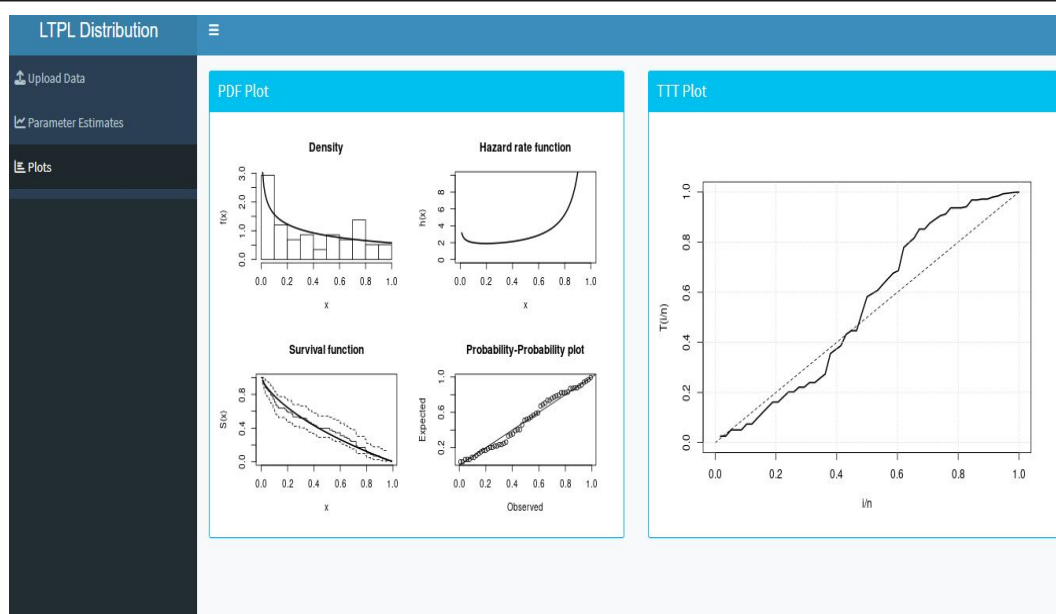 LTPL Distribution
Upload Data
Parameter Estimates
Plots
PDF Plot
Density
f(x)
0.0 1.0 2.0 3.0
0.0 0.2 0.4 0.6 0.8 1.0
x
Hazard rate function
h(x)
0 2 4 6 8
0.0 0.2 0.4 0.6 0.8 1.0
x
Survival function
S(x)
0.0 0.4 0.8
0.0 0.2 0.4 0.6 0.8 1.0
x
Probability-Probability plot
Expected
0.2 0.6 1.0
0.0 0.2 0.4 0.6 0.8 1.0
Observed
TTT Plot
T(i/n)
0.0 0.2 0.4 0.6 0.8 1.0
0.0 0.2 0.4 0.6 0.8 1.0
i/n